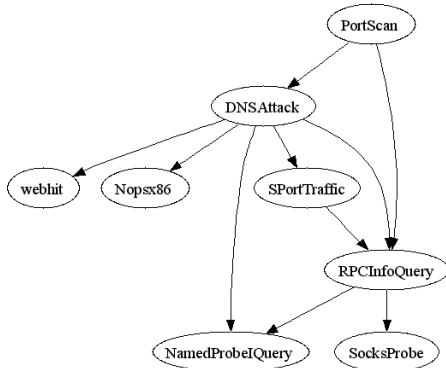 PortScan
DNSAttack
webhit
Nopsx86
SPortTraffic
RPCInfoQuery
NamedProbeIQuery
SocksProbe